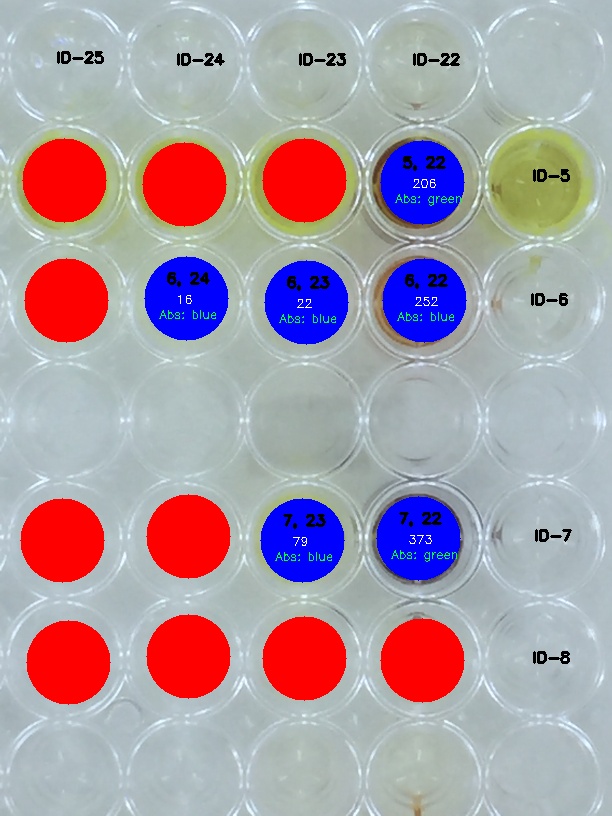 ID-25 ID-24 ID-23 ID-22
5, 22
206
Abs: green
ID-5
6, 24
16
Abs: blue
6, 23
22
Abs: blue
6, 22
252
Abs: blue
ID-6
7, 23
79
Abs: blue
7, 22
373
Abs: green
ID-7
ID-8